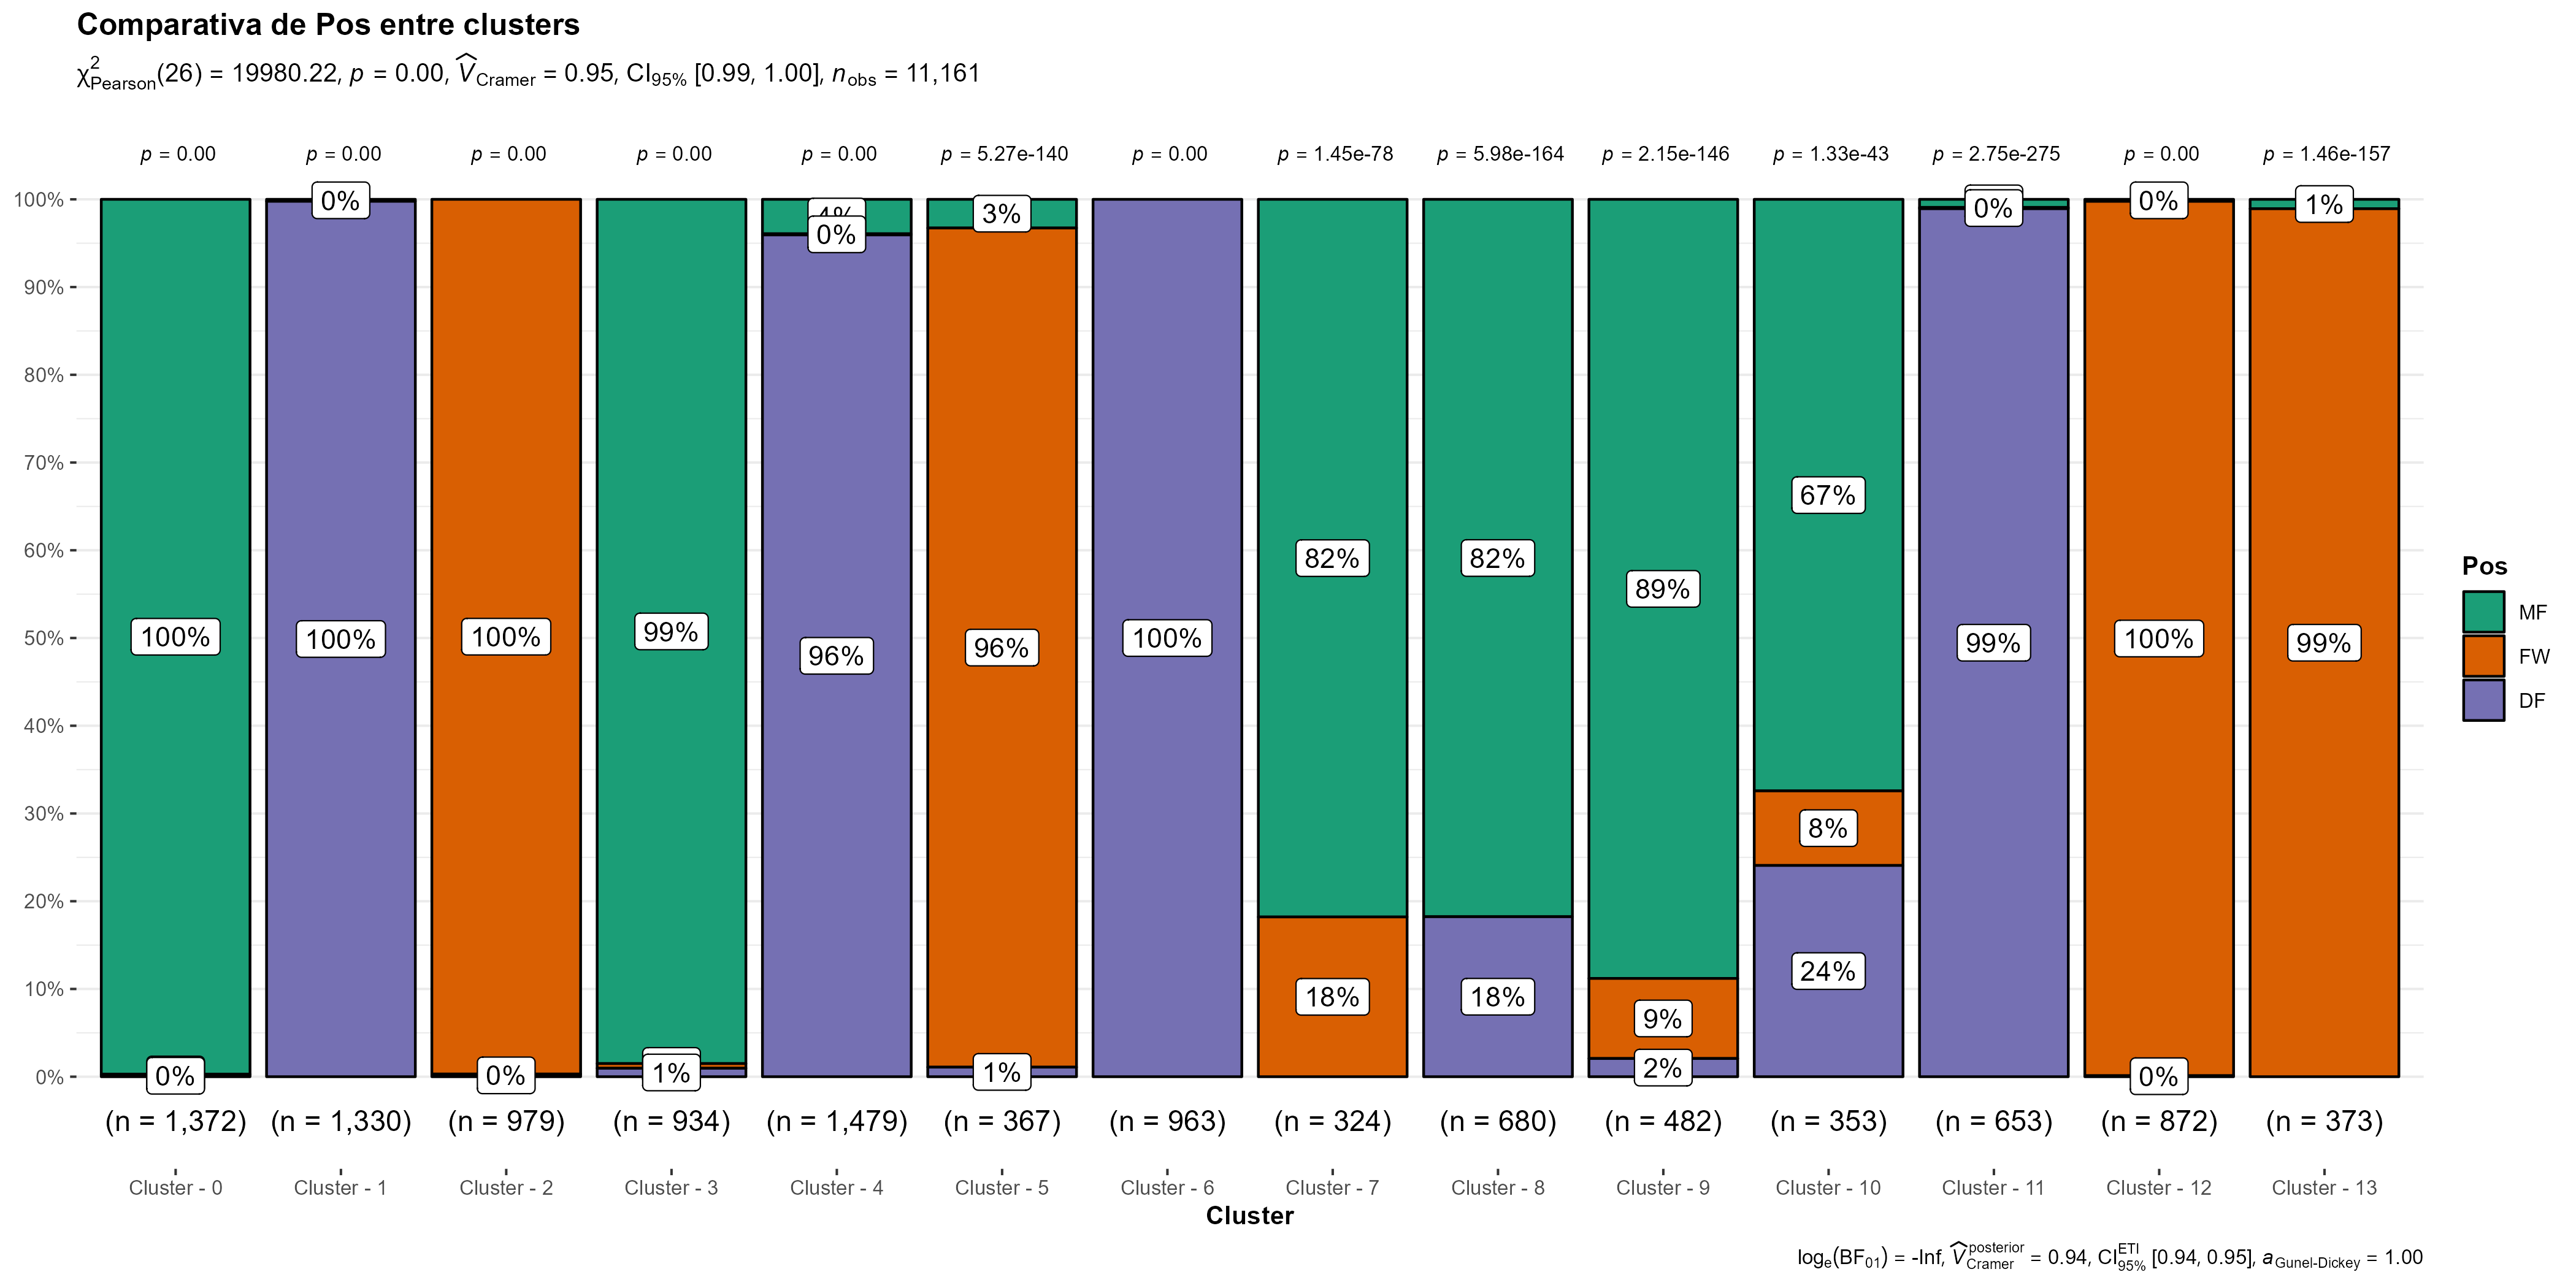 Comparativa de Pos entre clusters
χ²Pearson(26) = 19980.22, p = 0.00, V̂Cramer = 0.95, CI95% [0.99, 1.00], nobs = 11,161
p = 0.00 p = 0.00 p = 0.00 p = 0.00 p = 0.00 p = 5.27e-140 p = 0.00 p = 1.45e-78 p = 5.98e-164 p = 2.15e-146 p = 1.33e-43 p = 2.75e-275 p = 0.00 p = 1.46e-157
100%
90%
80%
70%
60%
50%
40%
30%
20%
10%
0%
100% 0%
0% 100%
100% 0%
99% 1%
4% 0% 96%
3% 96% 1%
100%
82% 18%
82% 18%
89% 9% 2%
67% 8% 24%
0% 99%
0% 100% 0%
1% 99%
(n = 1,372) (n = 1,330) (n = 979) (n = 934) (n = 1,479) (n = 367) (n = 963) (n = 324) (n = 680) (n = 482) (n = 353) (n = 653) (n = 872) (n = 373)
Cluster - 0 Cluster - 1 Cluster - 2 Cluster - 3 Cluster - 4 Cluster - 5 Cluster - 6 Cluster - 7 Cluster - 8 Cluster - 9 Cluster - 10 Cluster - 11 Cluster - 12 Cluster - 13
Cluster
Pos
MF
FW
DF
loge(BF01) = -Inf, V̂Cramer posterior = 0.94, CI95% ETI [0.94, 0.95], aGunel-Dickey = 1.00